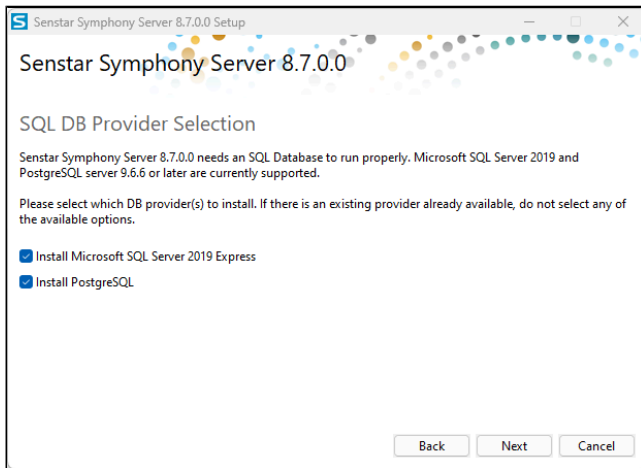 Senstar Symphony Server 8.7.0.0 Setup
Senstar Symphony Server 8.7.0.0
SQL DB Provider Selection
Senstar Symphony Server 8.7.0.0 needs an SQL Database to run properly. Microsoft SQL Server 2019 and
PostgreSQL server 9.6.6 or later are currently supported.
Please select which DB provider(s) to install. If there is an existing provider already available, do not select any of
the available options.
Install Microsoft SQL Server 2019 Express
Install PostgreSQL
Back Next Cancel